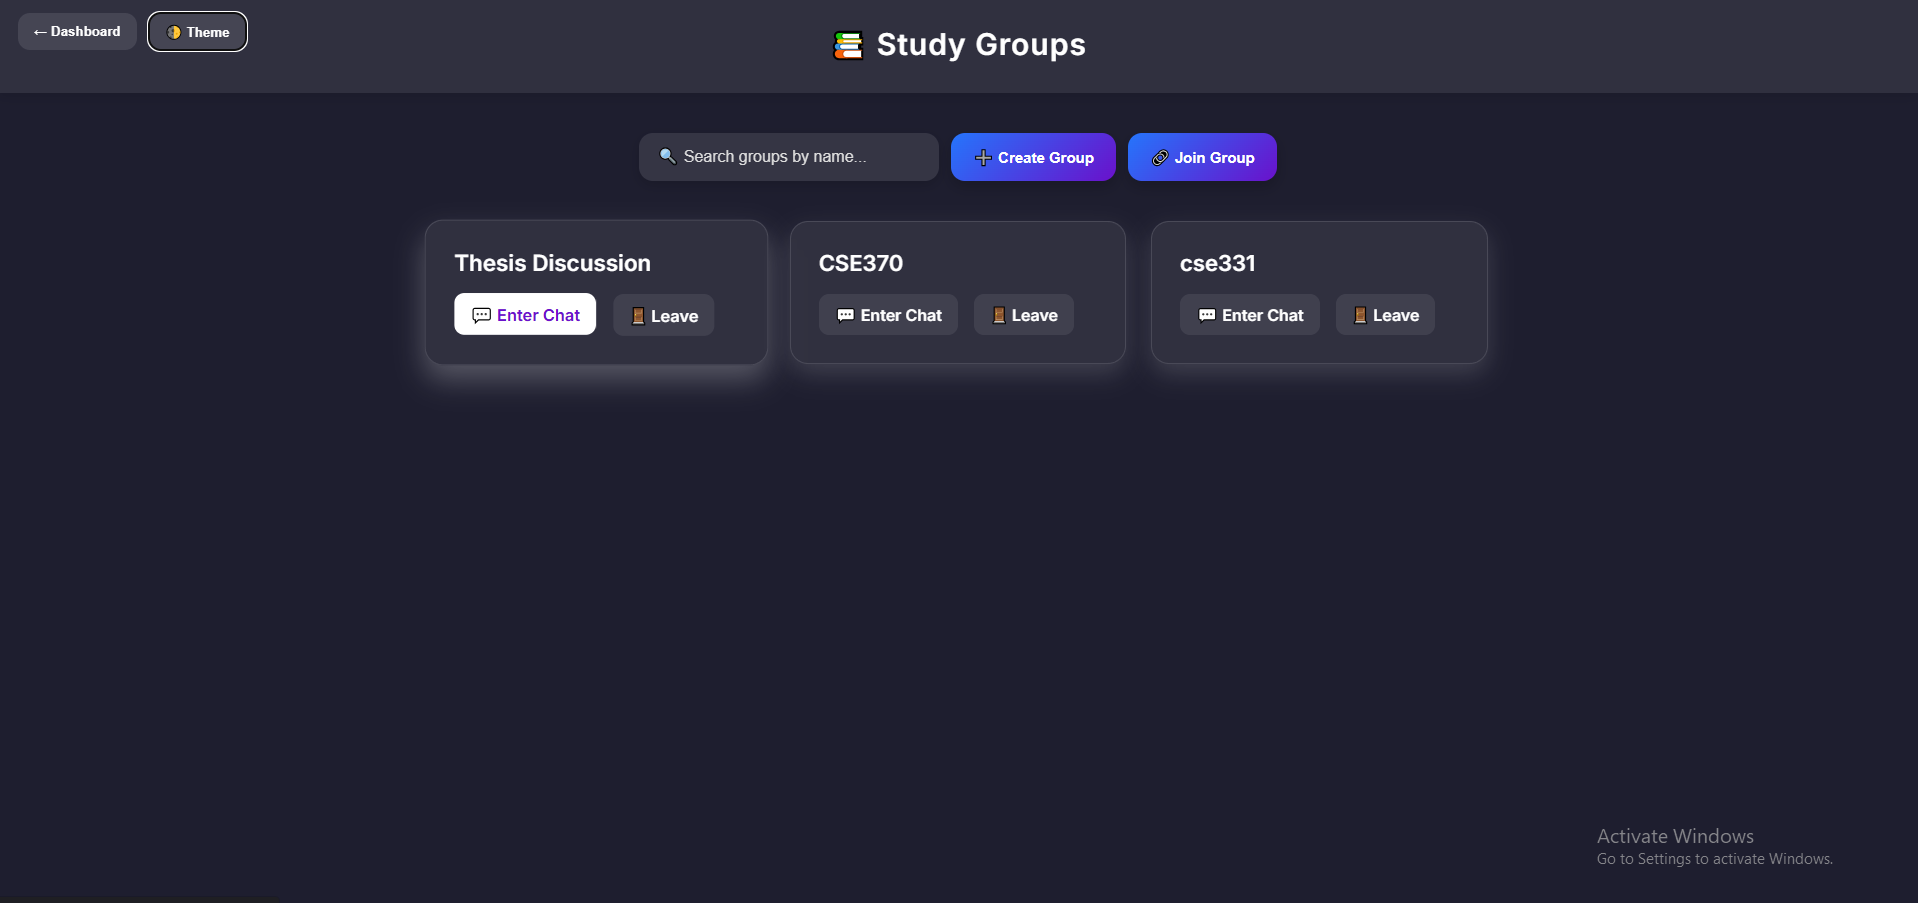 ← Dashboard
Theme
Study Groups
Search groups by name...
Create Group
Join Group
Thesis Discussion
Enter Chat
Leave
CSE370
Enter Chat
Leave
cse331
Enter Chat
Leave
Activate Windows
Go to Settings to activate Windows.